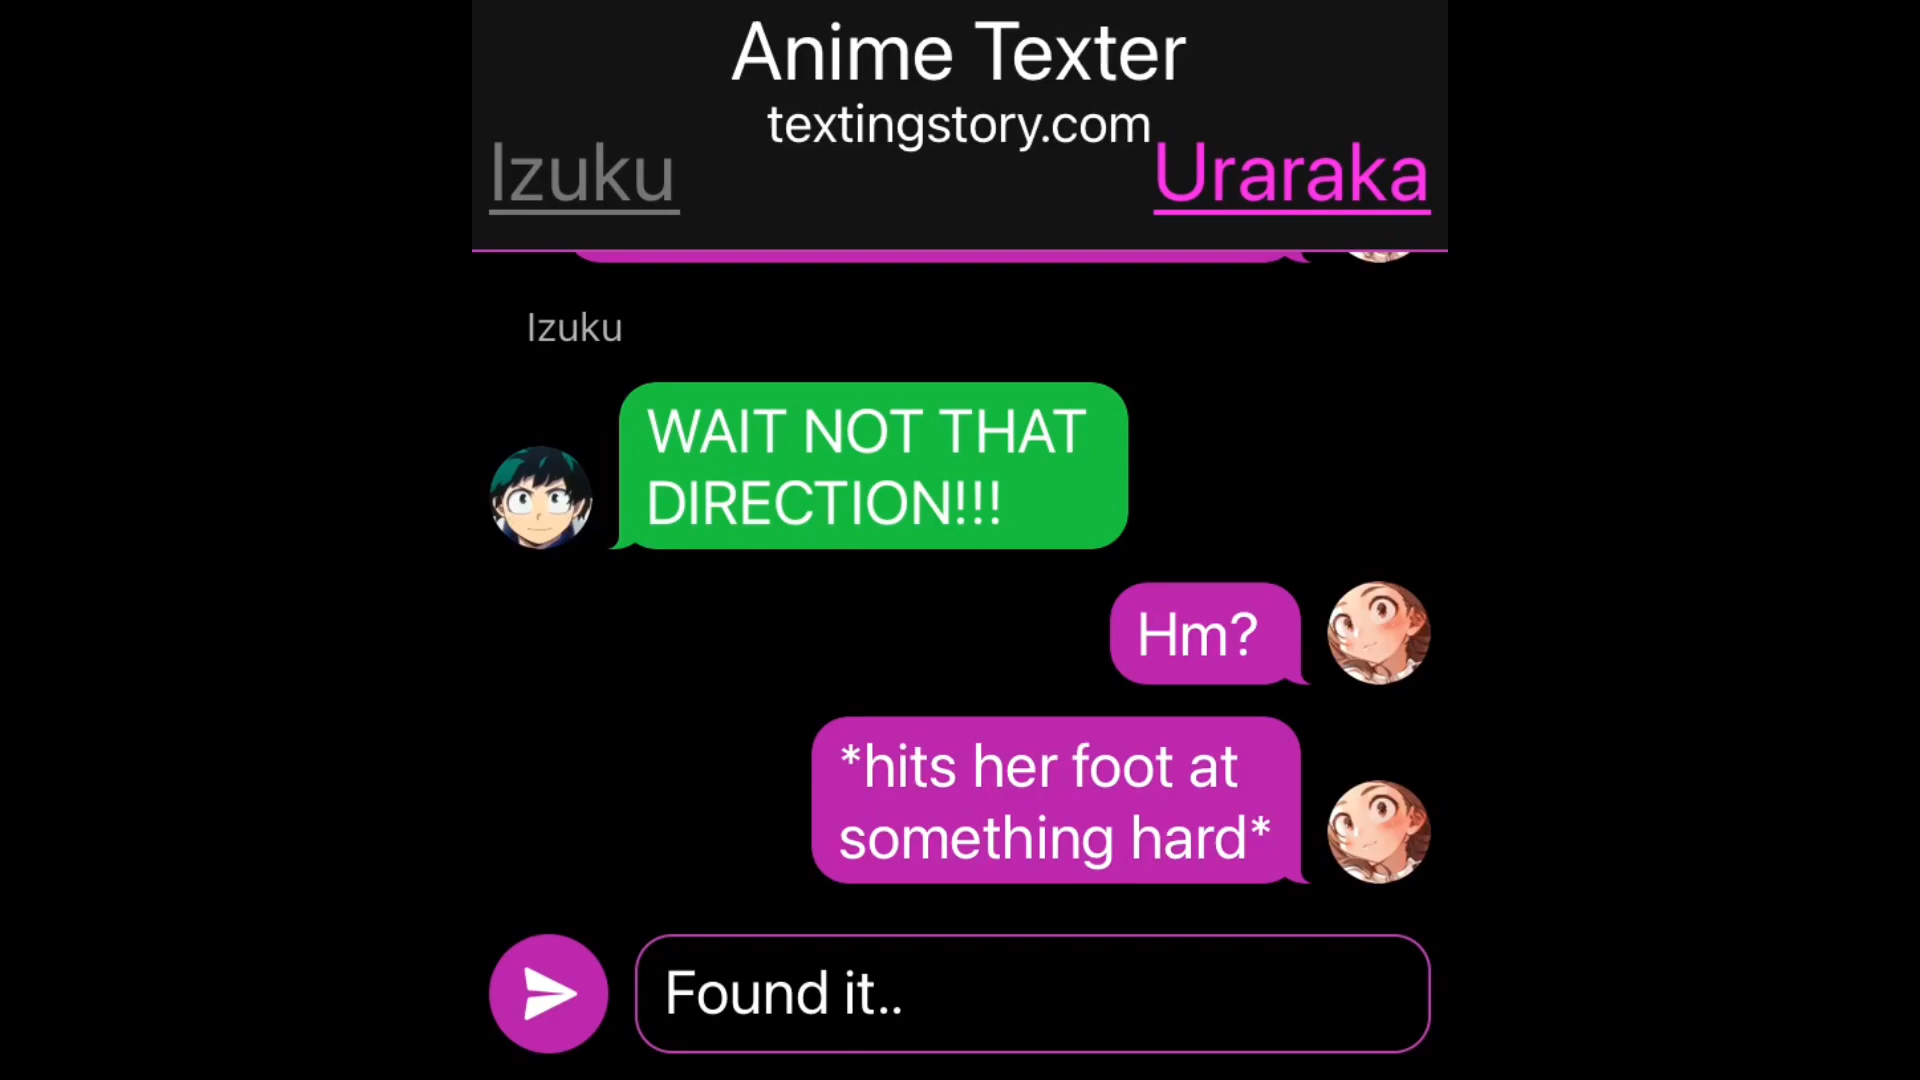 Anime Texter
textingstory.com
Izuku
Uraraka
Izuku
WAIT NOT THAT
DIRECTION!!!
Hm?
*hits her foot at
something hard*
Found it..